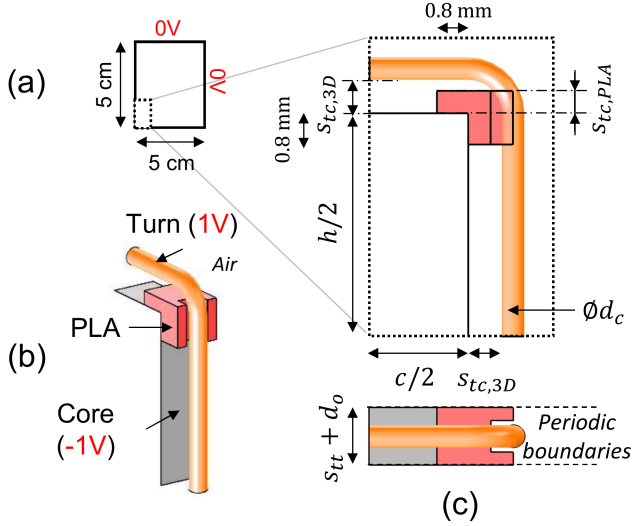 (a)
0V
0V
5 cm
5 cm
0.8 mm
s_{tc,3D}
s_{tc,PLA}
0.8 mm
h/2
Ød_c
c/2
s_{tc,3D}
(b)
Turn (1V)
Air
PLA
Core
(-1V)
s_{tt} + d_o
Periodic
boundaries
(c)